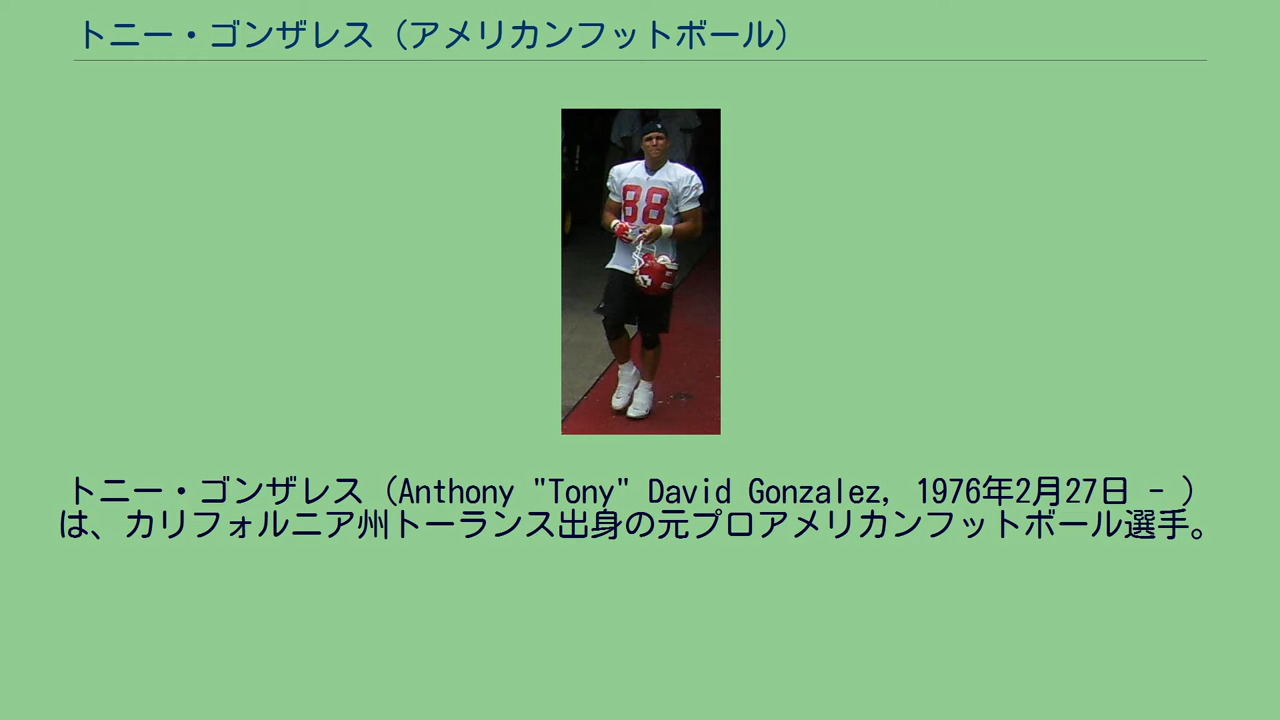 トニー・ゴンザレス（アメリカンフットボール）
88
トニー・ゴンザレス（Anthony "Tony" David Gonzalez, 1976年2月27日 - ）
は、カリフォルニア州トーランス出身の元プロアメリカンフットボール選手。